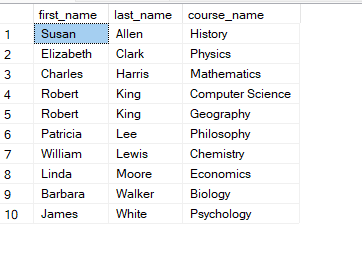 first_name last_name course_name
1 Susan Allen History
2 Elizabeth Clark Physics
3 Charles Harris Mathematics
4 Robert King Computer Science
5 Robert King Geography
6 Patricia Lee Philosophy
7 William Lewis Chemistry
8 Linda Moore Economics
9 Barbara Walker Biology
10 James White Psychology